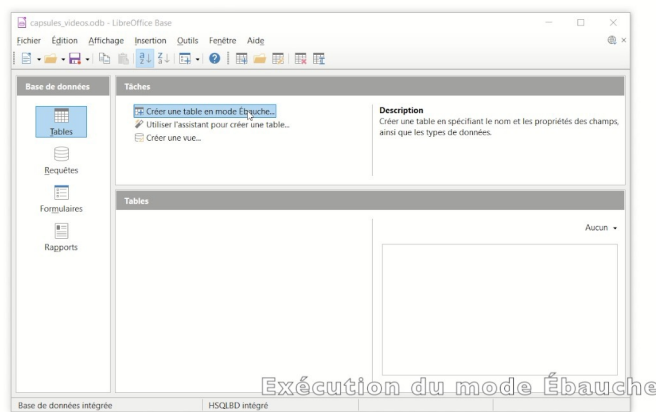 capsules_videos.odb - LibreOffice Base
Fichier Édition Affichage Insertion Outils Fenêtre Aide
Base de données
Tables
Requêtes
Formulaires
Rapports
Tâches
Créer une table en mode Ébauche...
Utiliser l'assistant pour créer une table...
Créer une vue...
Description
Créer une table en spécifiant le nom et les propriétés des champs,
ainsi que les types de données.
Tables
Aucun
Exécution du mode Ébauche
Base de données intégrée HSQLBD intégré